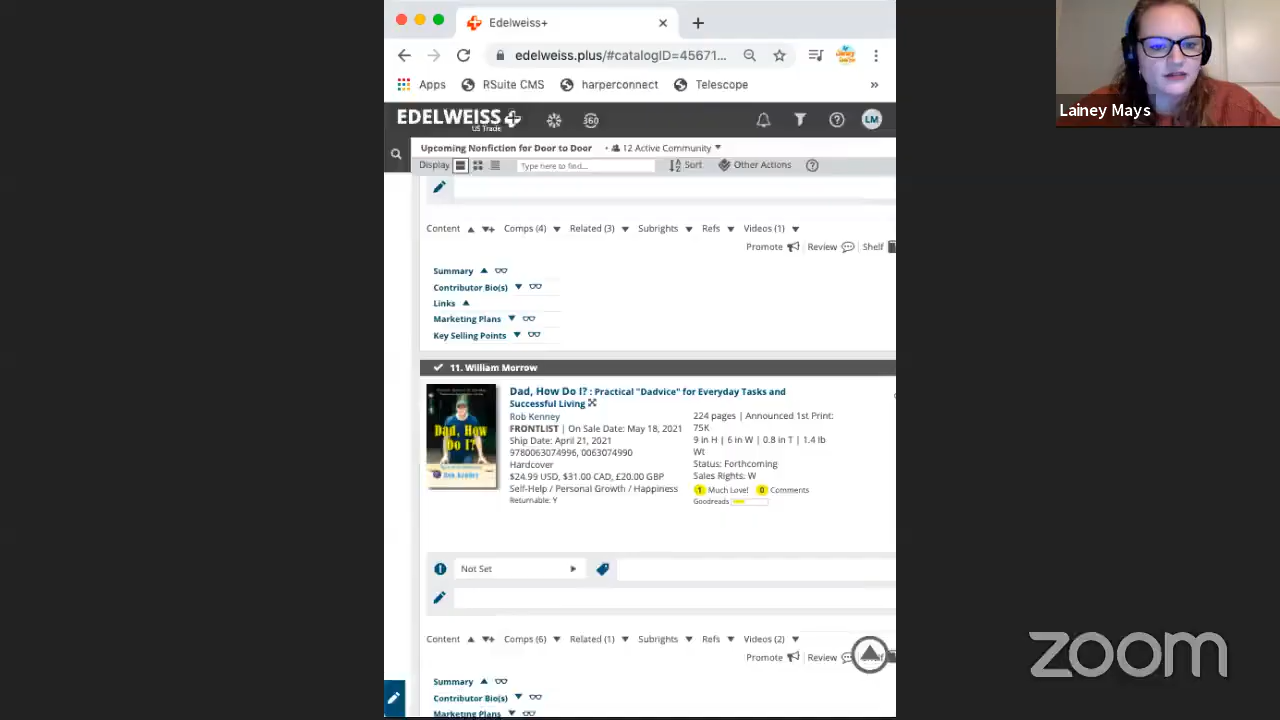 Edelweiss+
edelweiss.plus/#catalogID=45671...
Apps RSuite CMS harperconnect Telescope »
EDELWEISS
US Trade
360
LM
Upcoming Nonfiction for Door to Door • 12 Active Community
Display Type here to find... Sort Other Actions
Content Comps (4) Related (3) Subrights Refs Videos (1)
Promote Review Shelf
Summary
Contributor Bio(s)
Links
Marketing Plans
Key Selling Points
11. William Morrow
Dad, How Do I? : Practical "Dadvice" for Everyday Tasks and
Successful Living
Rob Kenney
FRONTLIST | On Sale Date: May 18, 2021
Ship Date: April 21, 2021
9780063074996, 0063074990
Hardcover
$24.99 USD, $31.00 CAD, £20.00 GBP
Self-Help / Personal Growth / Happiness
Returnable: Y
224 pages | Announced 1st Print:
75K
9 in H | 6 in W | 0.8 in T | 1.4 lb
Wt
Status: Forthcoming
Sales Rights: W
1 Much Love! 0 Comments
Goodreads
Dad, How
Do I?
Rob Kenney
Not Set
Content Comps (6) Related (1) Subrights Refs Videos (2)
Promote Review Shelf
Summary
Contributor Bio(s)
Marketing Plans
Lainey Mays
zoom